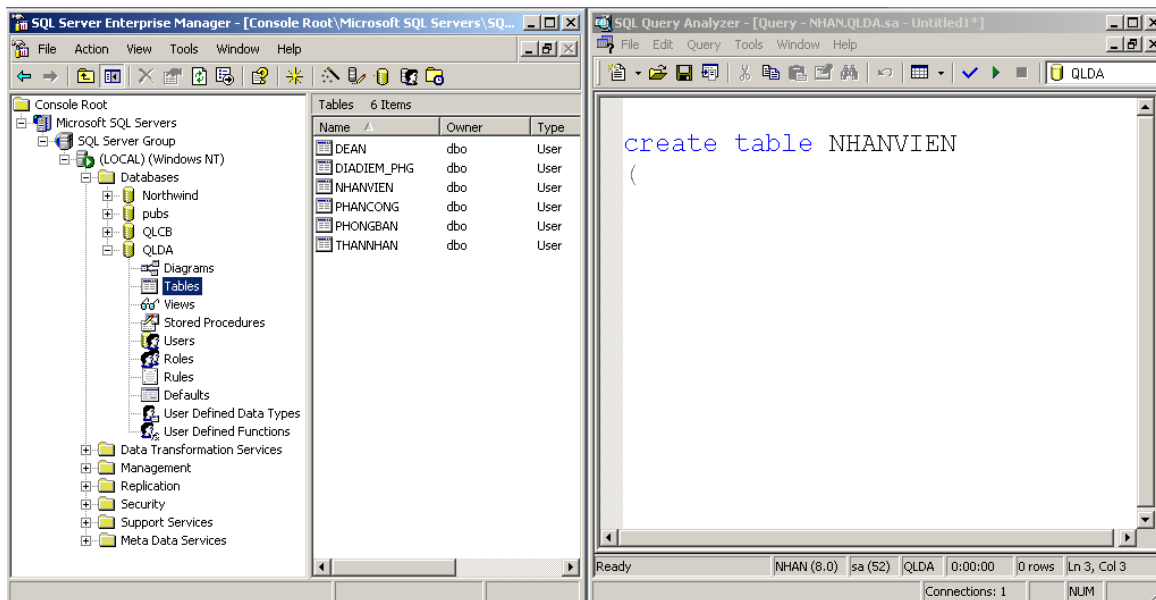 SQL Server Enterprise Manager - [Console Root\Microsoft SQL Servers\SQ...
File Action View Tools Window Help
Console Root
Microsoft SQL Servers
SQL Server Group
(LOCAL) (Windows NT)
Databases
Northwind
pubs
QLCB
QLDA
Diagrams
Tables
Views
Stored Procedures
Users
Roles
Rules
Defaults
User Defined Data Types
User Defined Functions
Data Transformation Services
Management
Replication
Security
Support Services
Meta Data Services
Tables 6 Items
Name Owner Type
DEAN dbo User
DIADIEM_PHG dbo User
NHANVIEN dbo User
PHANCONG dbo User
PHONGBAN dbo User
THANNHAN dbo User
SQL Query Analyzer - [Query - NHAN.QLDA.sa - Untitled1*]
File Edit Query Tools Window Help
QLDA
create table NHANVIEN
(
Ready NHAN (8.0) sa (52) QLDA 0:00:00 0 rows Ln 3, Col 3
Connections: 1 NUM